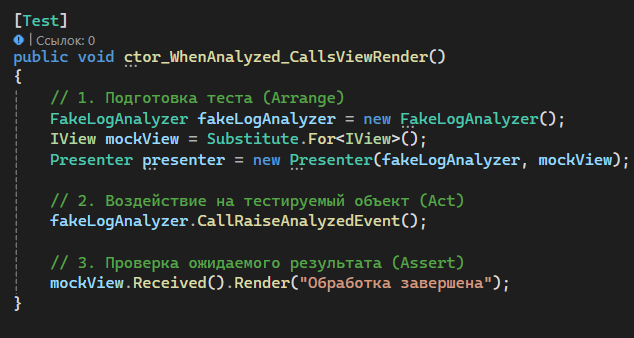 [Test]
| Ссылок: 0
public void ctor_WhenAnalyzed_CallsViewRender()
{
// 1. Подготовка теста (Arrange)
FakeLogAnalyzer fakeLogAnalyzer = new FakeLogAnalyzer();
IView mockView = Substitute.For<IView>();
Presenter presenter = new Presenter(fakeLogAnalyzer, mockView);
// 2. Воздействие на тестируемый объект (Act)
fakeLogAnalyzer.CallRaiseAnalyzedEvent();
// 3. Проверка ожидаемого результата (Assert)
mockView.Received().Render("Обработка завершена");
}